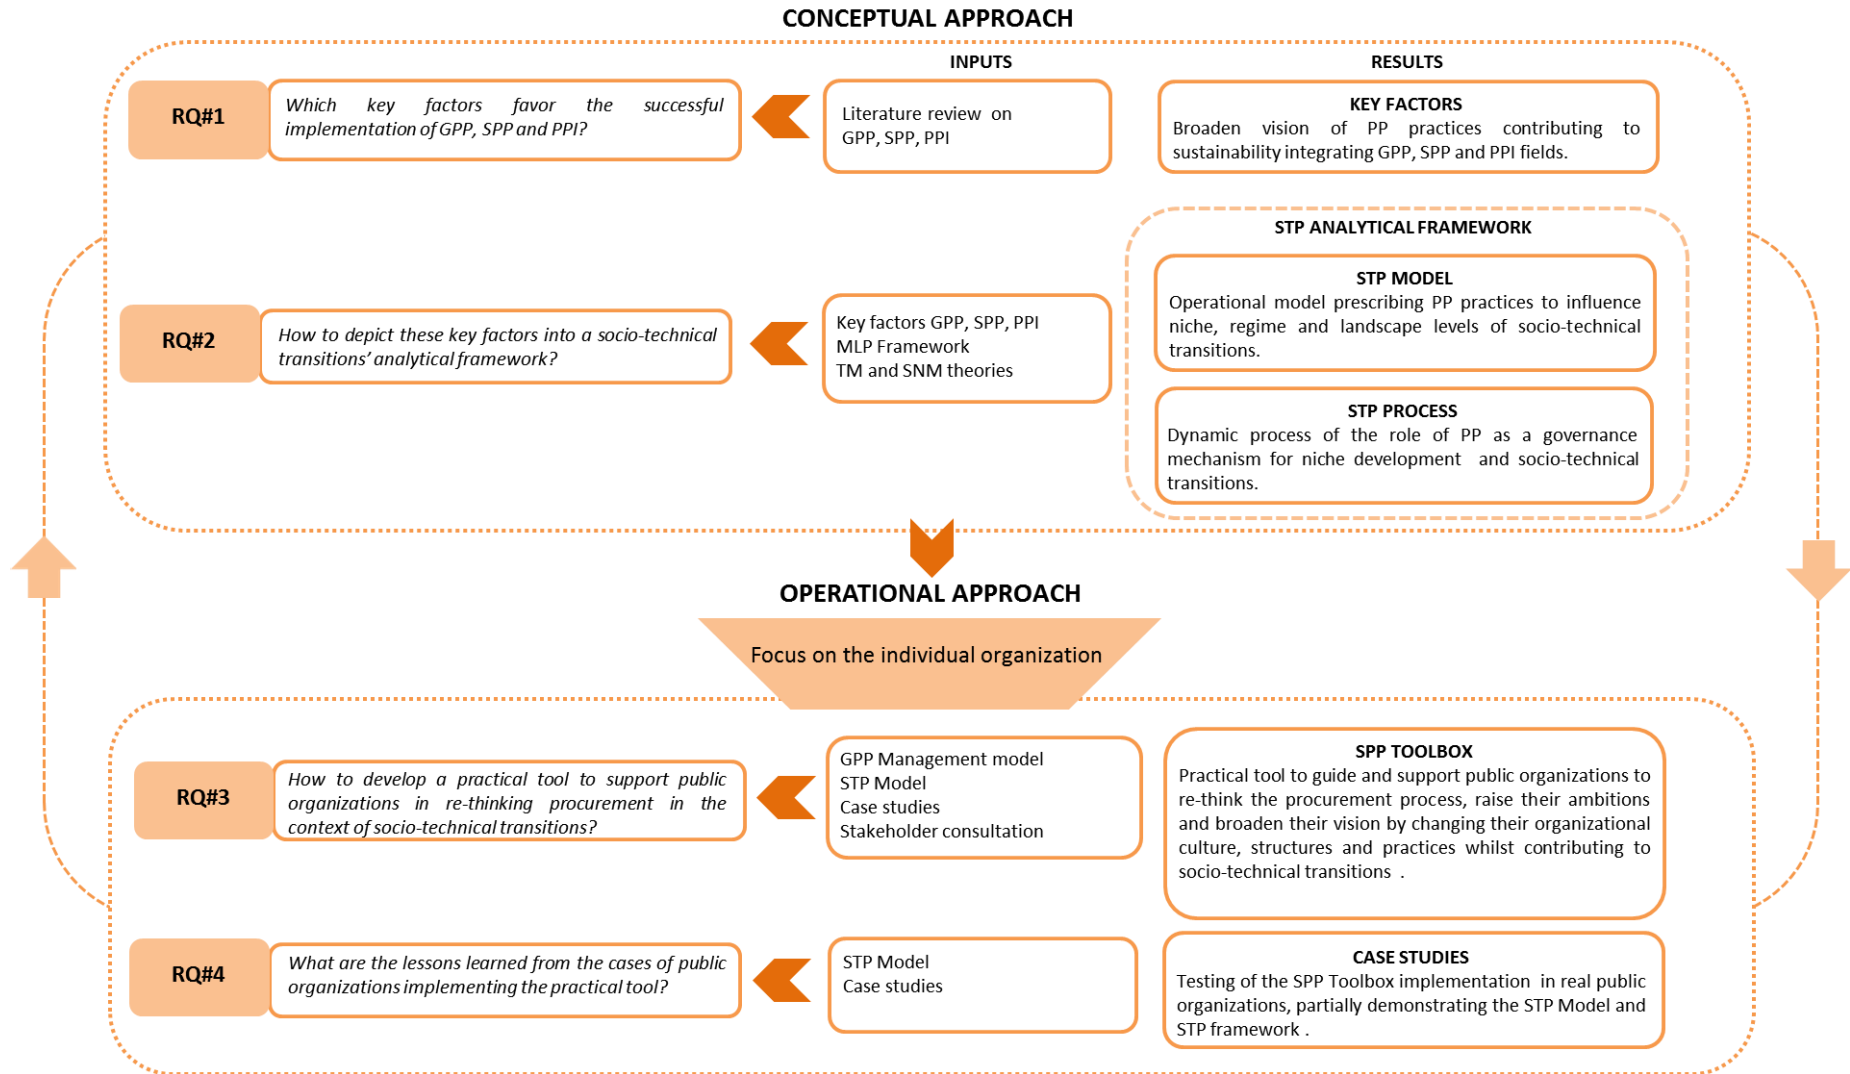 CONCEPTUAL APPROACH
INPUTS
RESULTS
RQ#1
Which key factors favor the successful
implementation of GPP, SPP and PPI?
Literature review on
GPP, SPP, PPI
KEY FACTORS
Broaden vision of PP practices contributing to
sustainability integrating GPP, SPP and PPI fields.
STP ANALYTICAL FRAMEWORK
RQ#2
How to depict these key factors into a socio-technical
transitions’ analytical framework?
Key factors GPP, SPP, PPI
MLP Framework
TM and SNM theories
STP MODEL
Operational model prescribing PP practices to influence
niche, regime and landscape levels of socio-technical
transitions.
STP PROCESS
Dynamic process of the role of PP as a governance
mechanism for niche development and socio-technical
transitions.
OPERATIONAL APPROACH
Focus on the individual organization
RQ#3
How to develop a practical tool to support public
organizations in re-thinking procurement in the
context of socio-technical transitions?
GPP Management model
STP Model
Case studies
Stakeholder consultation
SPP TOOLBOX
Practical tool to guide and support public organizations to
re-think the procurement process, raise their ambitions
and broaden their vision by changing their organizational
culture, structures and practices whilst contributing to
socio-technical transitions .
RQ#4
What are the lessons learned from the cases of public
organizations implementing the practical tool?
STP Model
Case studies
CASE STUDIES
Testing of the SPP Toolbox implementation in real public
organizations, partially demonstrating the STP Model and
STP framework .